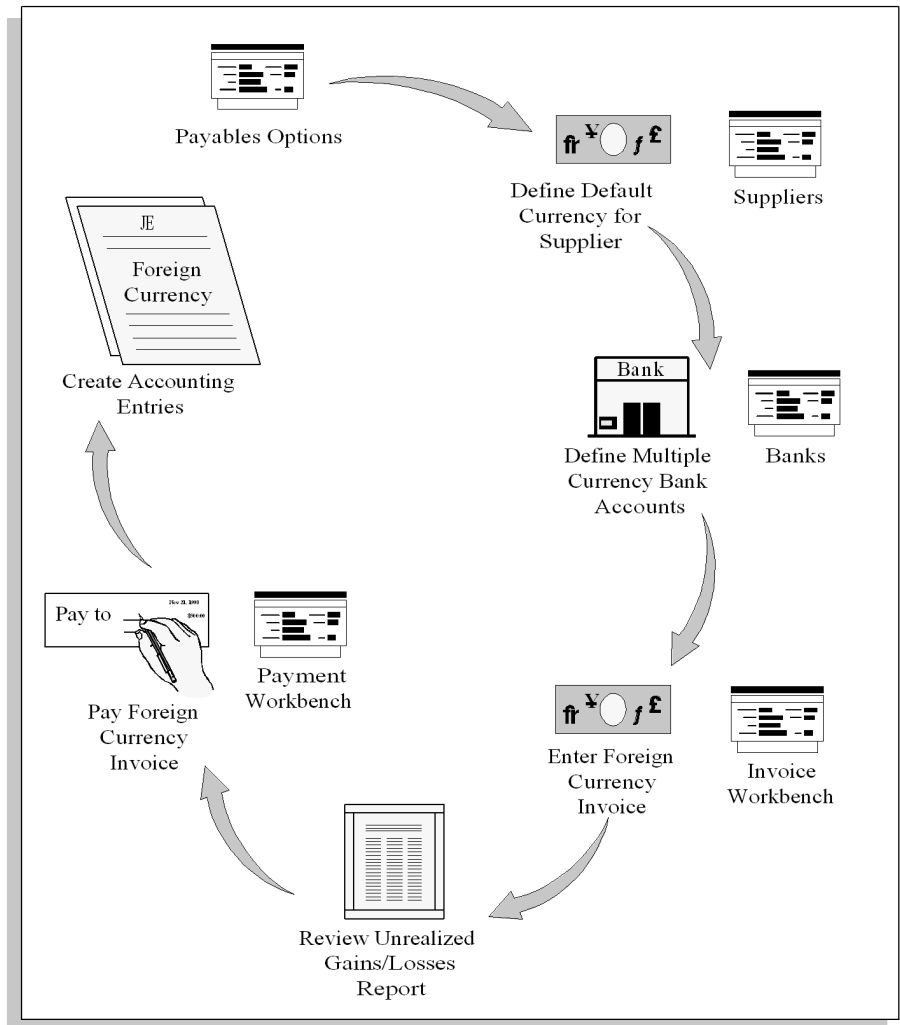 Payables Options
fr ¥ ƒ £
Define Default
Currency for
Supplier
Suppliers
Bank
Define Multiple
Currency Bank
Accounts
Banks
fr ¥ ƒ £
Enter Foreign
Currency
Invoice
Invoice
Workbench
Review Unrealized
Gains/Losses
Report
Pay to
Pay Foreign
Currency
Invoice
Payment
Workbench
JE
Foreign
Currency
Create Accounting
Entries